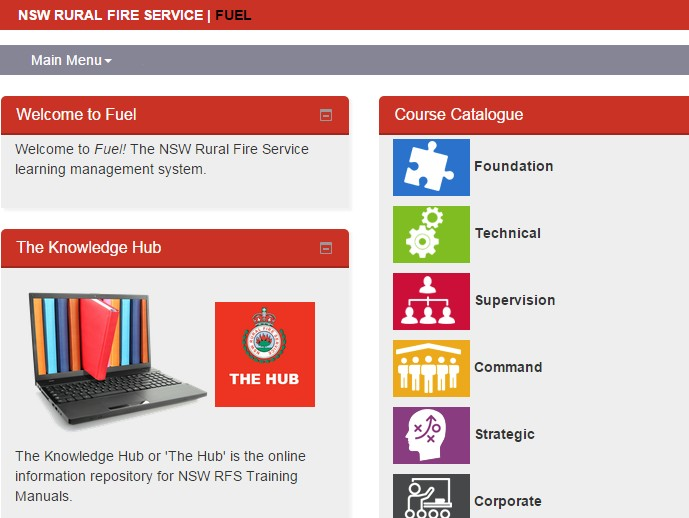 NSW RURAL FIRE SERVICE | FUEL
Main Menu
Welcome to Fuel
Welcome to Fuel! The NSW Rural Fire Service
learning management system.
The Knowledge Hub
THE HUB
The Knowledge Hub or 'The Hub' is the online
information repository for NSW RFS Training
Manuals.
Course Catalogue
Foundation
Technical
Supervision
Command
Strategic
Corporate